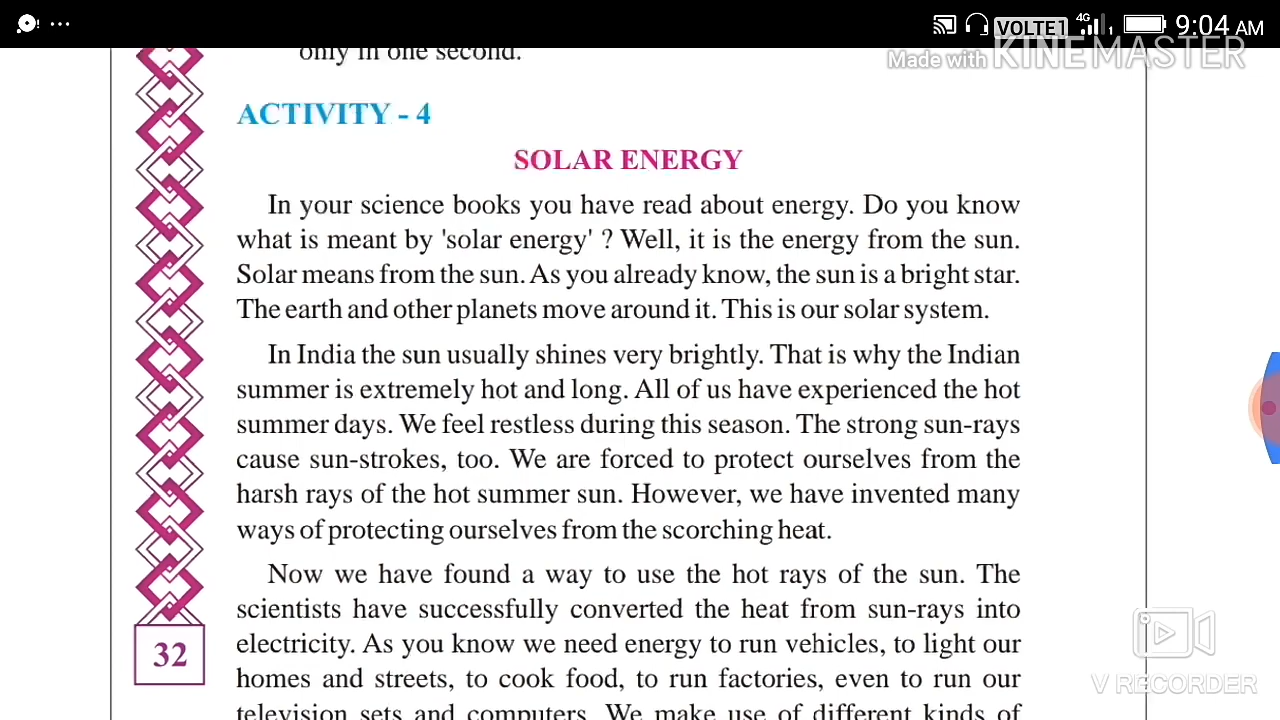 VOLTE1 4G 9:04 AM
Made with KINEMASTER
only in one second.
ACTIVITY - 4
SOLAR ENERGY
In your science books you have read about energy. Do you know
what is meant by 'solar energy' ? Well, it is the energy from the sun.
Solar means from the sun. As you already know, the sun is a bright star.
The earth and other planets move around it. This is our solar system.
In India the sun usually shines very brightly. That is why the Indian
summer is extremely hot and long. All of us have experienced the hot
summer days. We feel restless during this season. The strong sun-rays
cause sun-strokes, too. We are forced to protect ourselves from the
harsh rays of the hot summer sun. However, we have invented many
ways of protecting ourselves from the scorching heat.
Now we have found a way to use the hot rays of the sun. The
scientists have successfully converted the heat from sun-rays into
electricity. As you know we need energy to run vehicles, to light our
homes and streets, to cook food, to run factories, even to run our
television sets and computers. We make use of different kinds of
32
V RECORDER